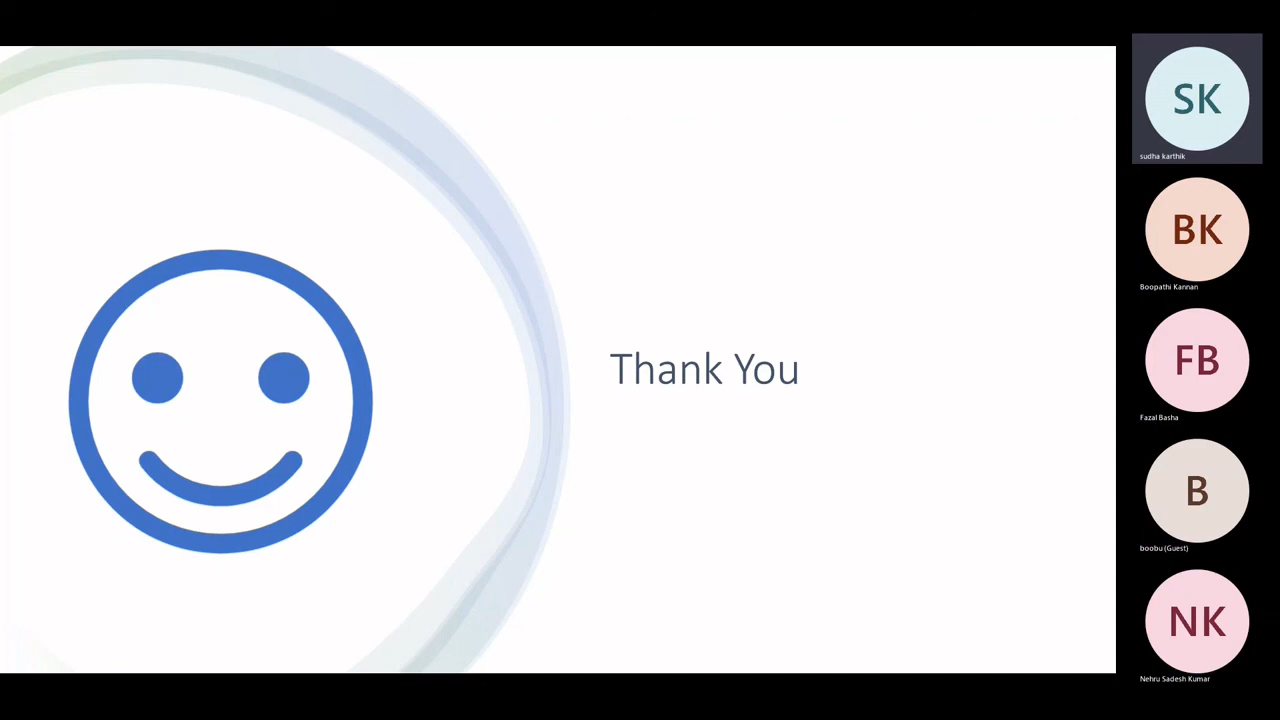 Thank You
SK
sudha karthik
BK
Boopathi Kannan
FB
Fazal Basha
B
boobu (Guest)
NK
Nehru Sadesh Kumar